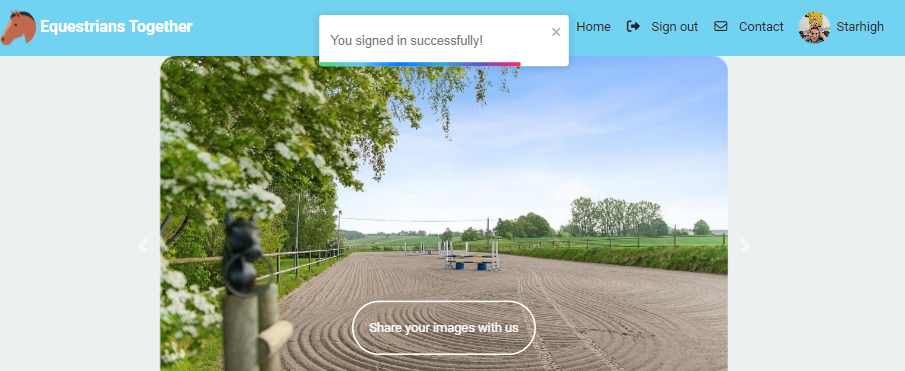 Equestrians Together
You signed in successfully!
×
Home
Sign out
Contact
Starhigh
Share your images with us